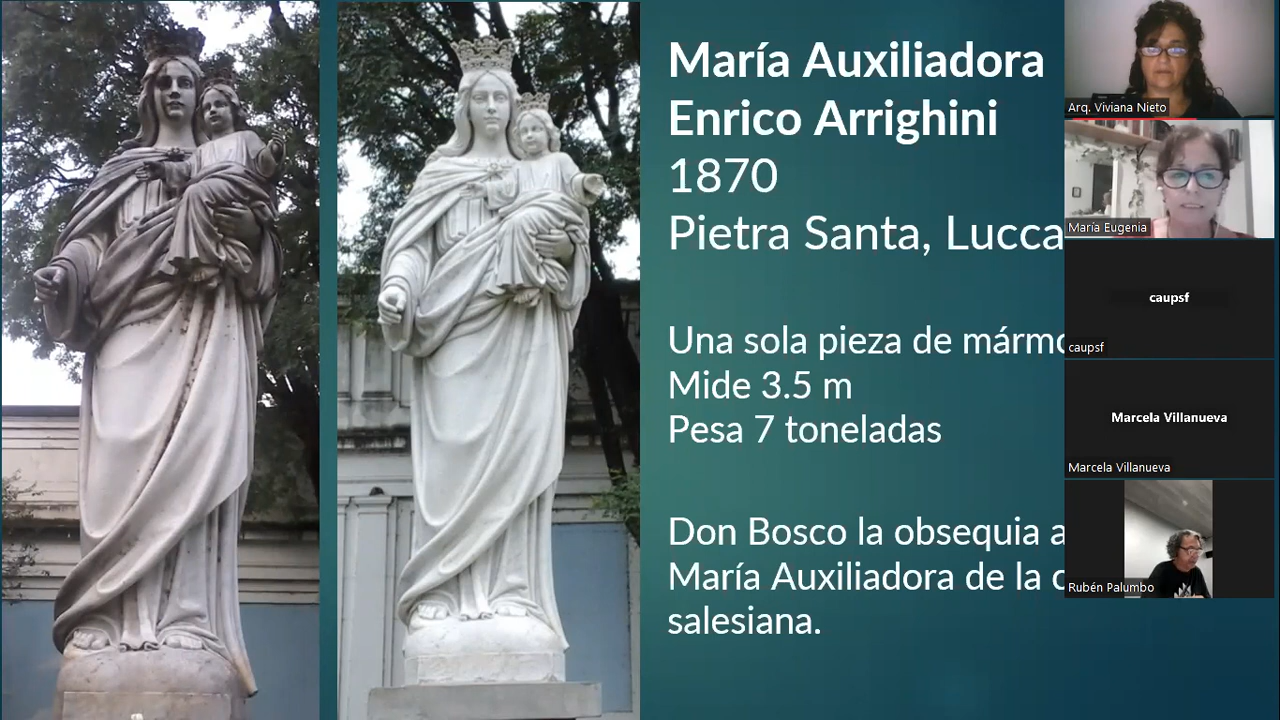 María Auxiliadora
Enrico Arrighini
1870
Pietra Santa, Lucca
Una sola pieza de
Mide 3.5 m
Pesa 7 toneladas
Don Bosco la obsequia
María Auxiliadora de la
salesiana.
Arq. Viviana Nieto
María Eugenia
caupsf
caupsf
Marcela Villanueva
Marcela Villanueva
Rubén Palumbo